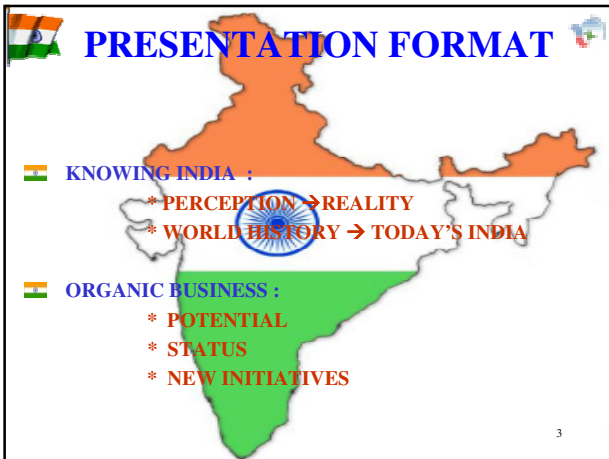 PRESENTATION FORMAT
KNOWING INDIA :
* PERCEPTION →REALITY
* WORLD HISTORY → TODAY'S INDIA
ORGANIC BUSINESS :
* POTENTIAL
* STATUS
* NEW INITIATIVES
3